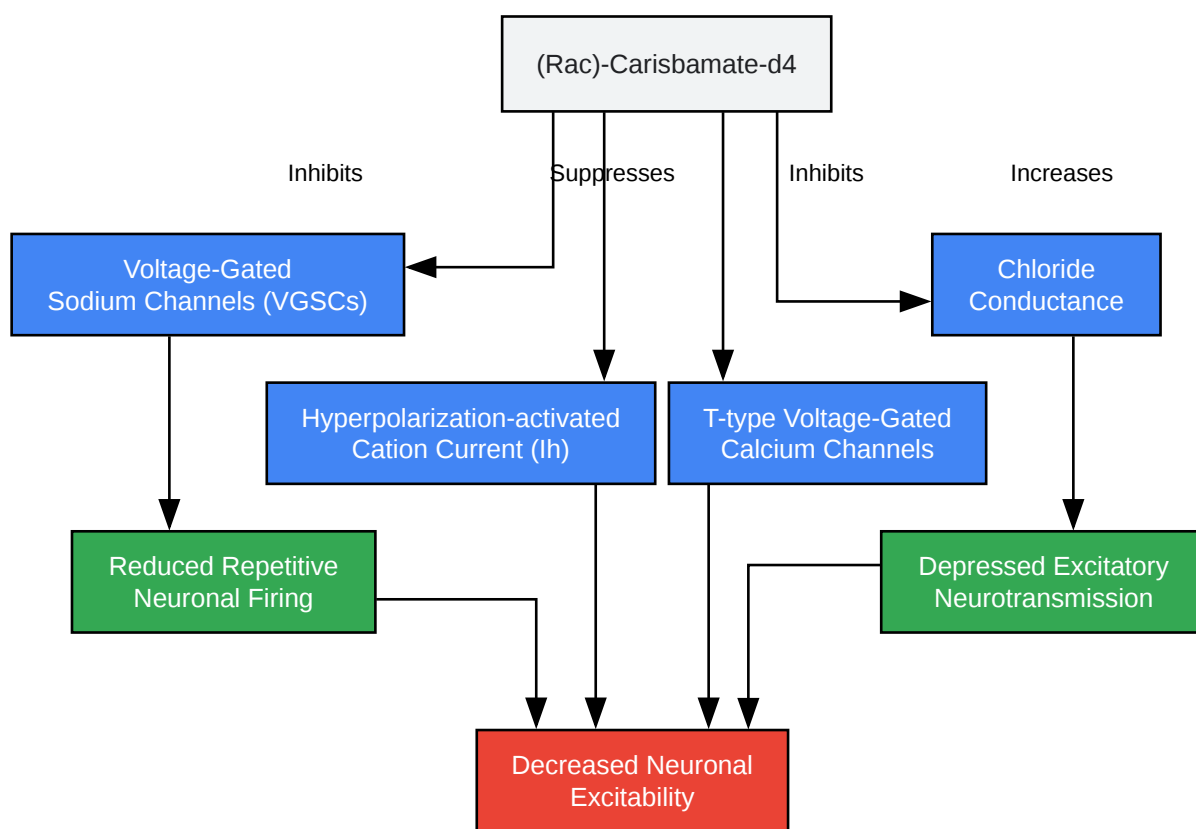 (Rac)-Carisbamate-d4
Inhibits
Suppresses
Inhibits
Increases
Voltage-Gated
Sodium Channels (VGSCs)
Chloride
Conductance
Hyperpolarization-activated
Cation Current (Ih)
T-type Voltage-Gated
Calcium Channels
Reduced Repetitive
Neuronal Firing
Depressed Excitatory
Neurotransmission
Decreased Neuronal
Excitability